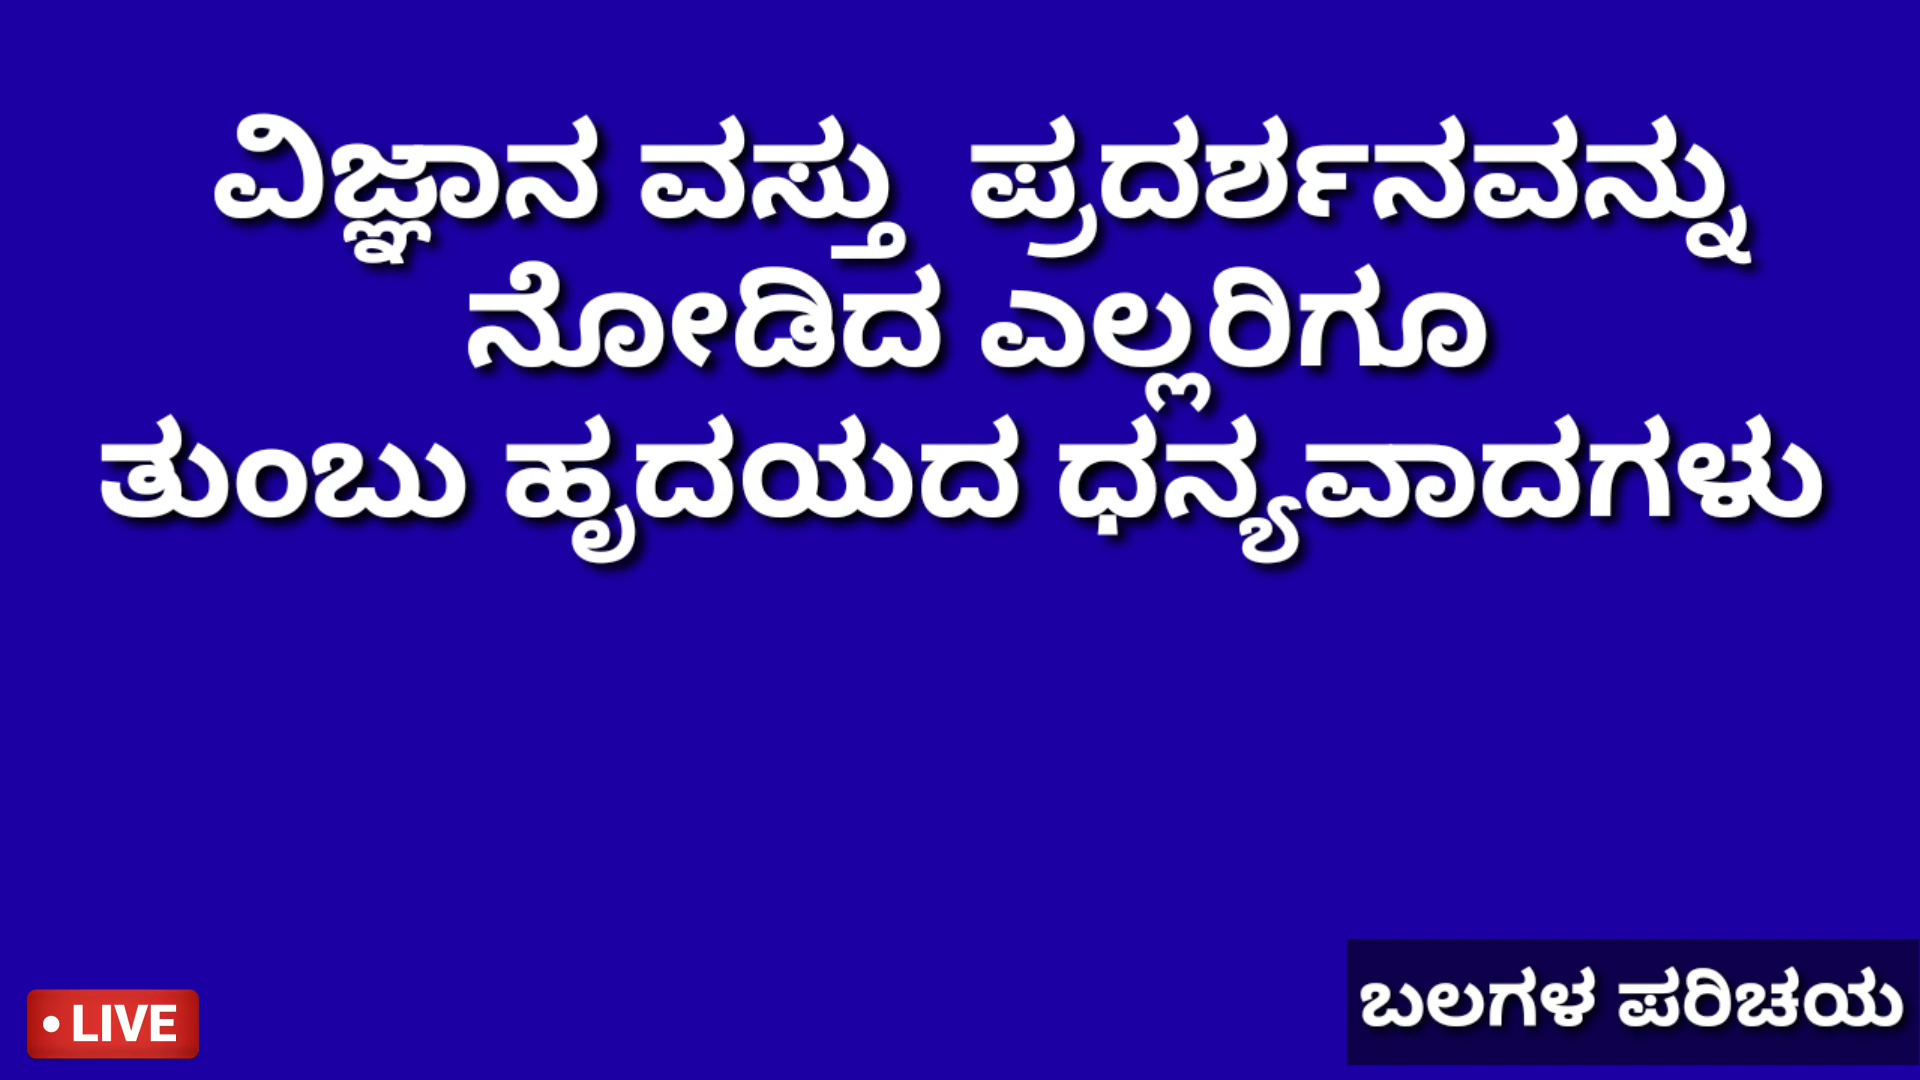 ವಿಜ್ಞಾನ ವಸ್ತು ಪ್ರದರ್ಶನವನ್ನು
ನೋಡಿದ ಎಲ್ಲರಿಗೂ
ತುಂಬು ಹೃದಯದ ಧನ್ಯವಾದಗಳು
• LIVE
ಬಲಗಳ ಪರಿಚಯ